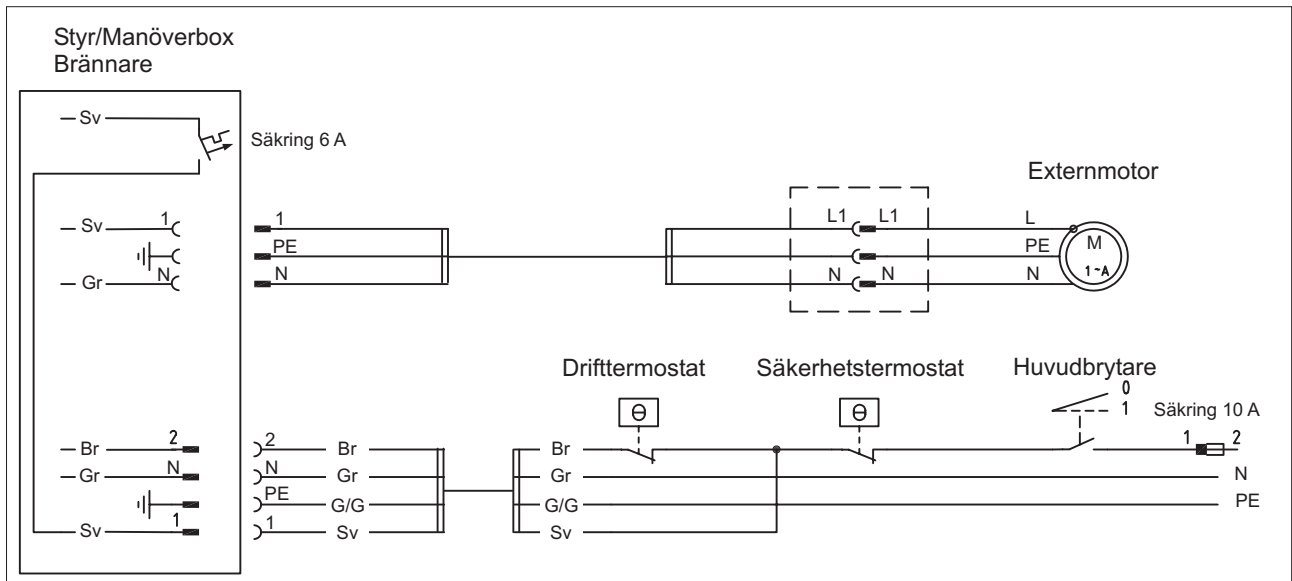 Styr/Manöverbox
Brännare
Sv
Säkring 6 A
Externmotor
Sv 1 1 L1 L1 L
PE PE M
1~A
Gr N N N N N
Drifttermostat Säkerhetstermostat Huvudbrytare
0
θ θ 1 Säkring 10 A
Br 2 2 Br Br 1 2
Gr N N Gr Gr N
PE G/G G/G PE
Sv 1 1 Sv Sv